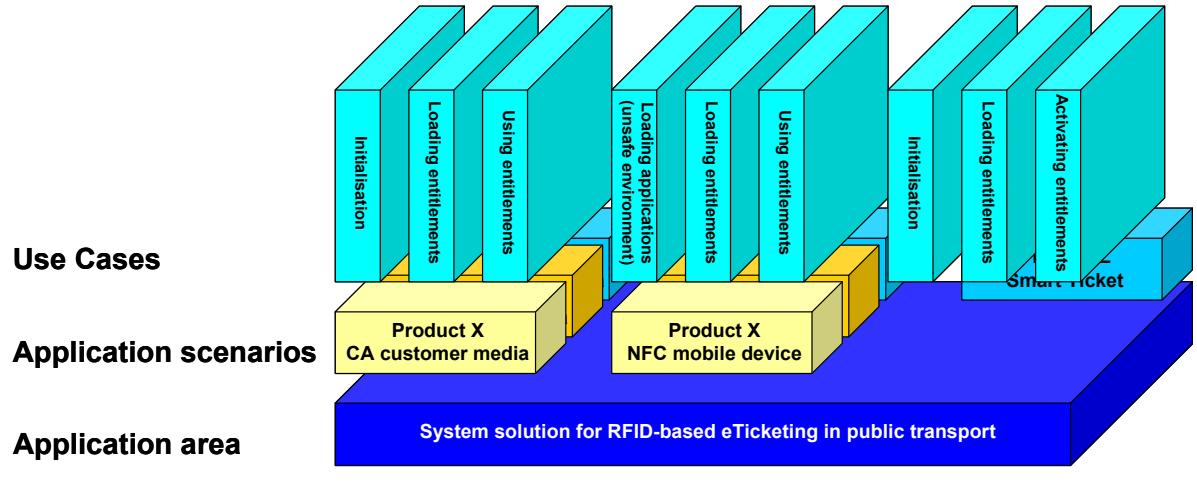 Initialisation
Loading entitlements
Using entitlements
Loading applications
(unsafe environment)
Loading entitlements
Using entitlements
Initialisation
Loading entitlements
Activating entitlements
Use Cases
Smart Ticket
Product X
CA customer media
Product X
NFC mobile device
Application scenarios
System solution for RFID-based eTicketing in public transport
Application area